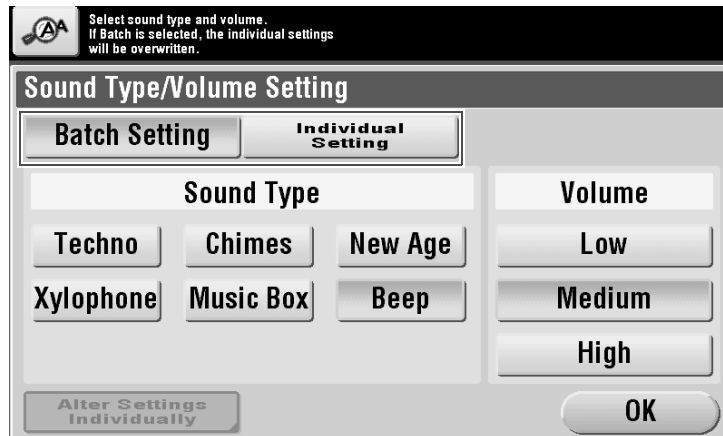 Select sound type and volume.
If Batch is selected, the individual settings
will be overwritten.
Sound Type/Volume Setting
Batch Setting
Individual
Setting
Sound Type
Volume
Techno
Chimes
New Age
Low
Xylophone
Music Box
Beep
Medium
High
Alter Settings
Individually
OK